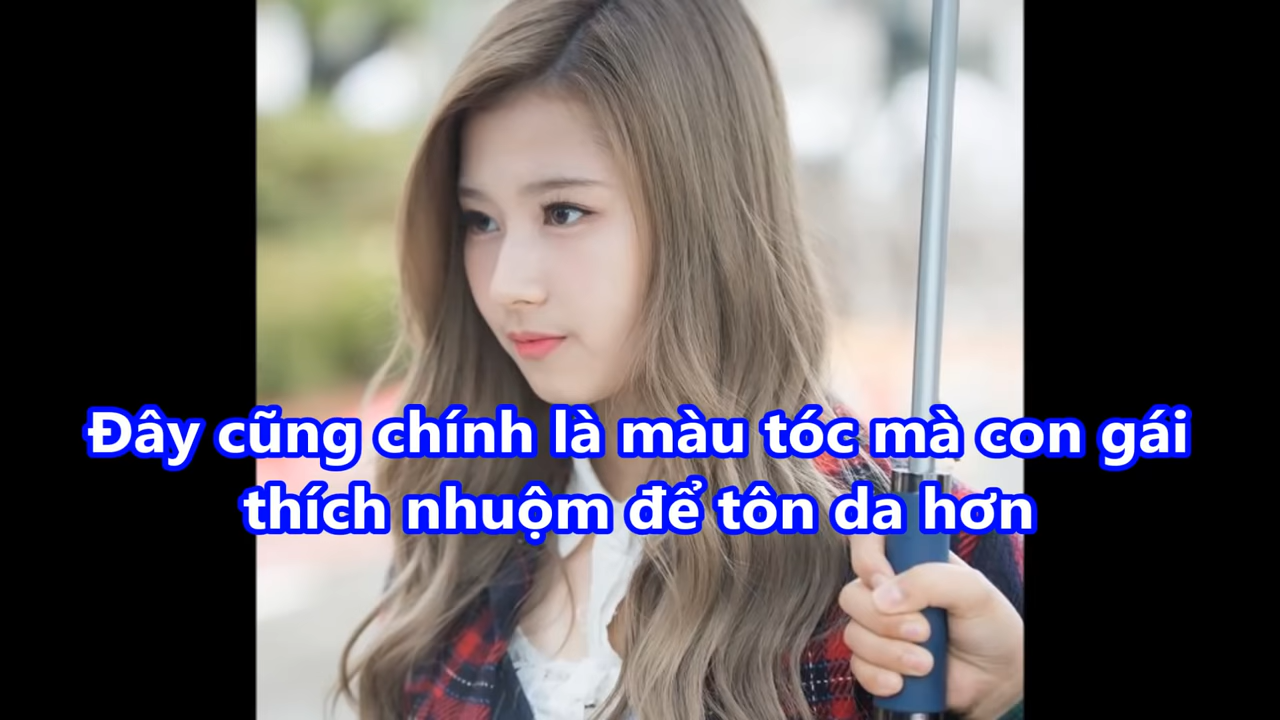 Đây cũng chính là màu tóc mà con gái
thích nhuộm để tôn da hơn